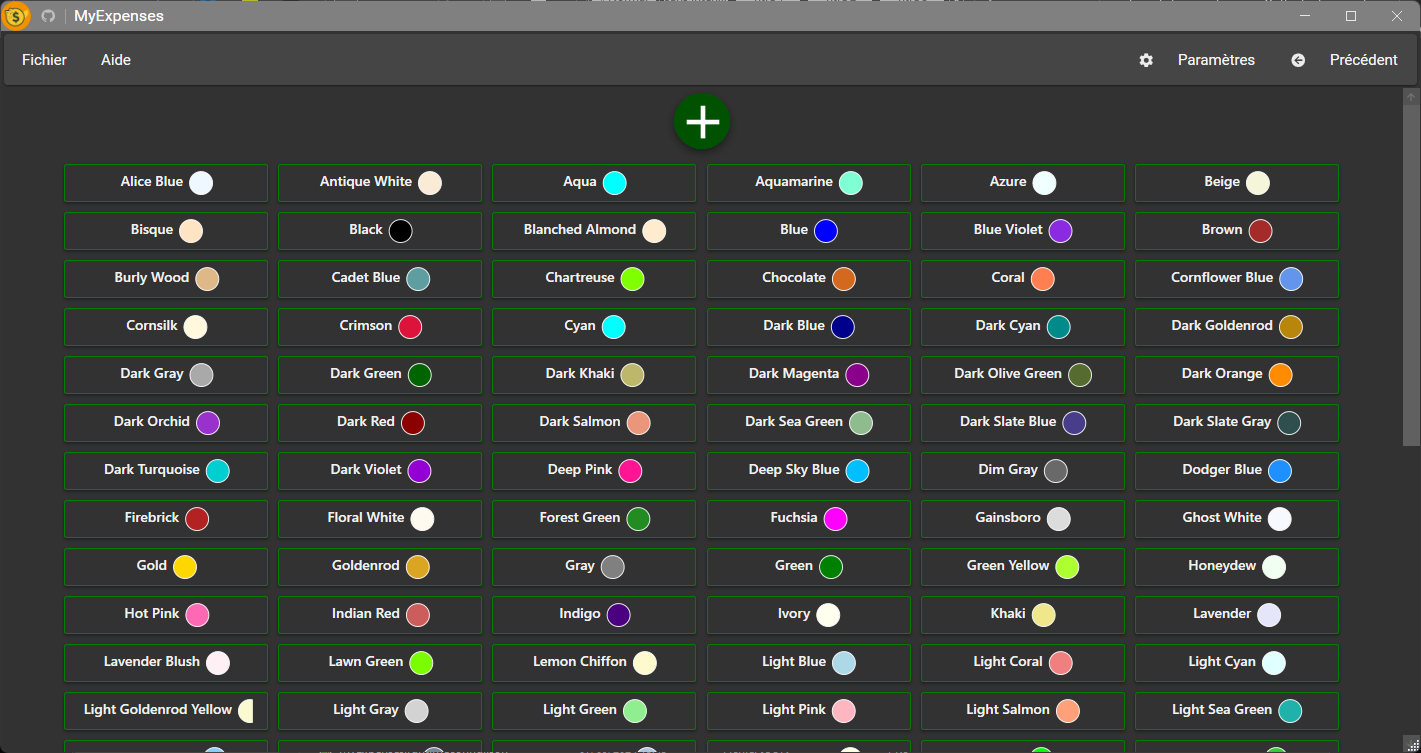 MyExpenses
Fichier Aide Paramètres Précédent
Alice Blue Antique White Aqua Aquamarine Azure Beige
Bisque Black Blanched Almond Blue Blue Violet Brown
Burly Wood Cadet Blue Chartreuse Chocolate Coral Cornflower Blue
Cornsilk Crimson Cyan Dark Blue Dark Cyan Dark Goldenrod
Dark Gray Dark Green Dark Khaki Dark Magenta Dark Olive Green Dark Orange
Dark Orchid Dark Red Dark Salmon Dark Sea Green Dark Slate Blue Dark Slate Gray
Dark Turquoise Dark Violet Deep Pink Deep Sky Blue Dim Gray Dodger Blue
Firebrick Floral White Forest Green Fuchsia Gainsboro Ghost White
Gold Goldenrod Gray Green Green Yellow Honeydew
Hot Pink Indian Red Indigo Ivory Khaki Lavender
Lavender Blush Lawn Green Lemon Chiffon Light Blue Light Coral Light Cyan
Light Goldenrod Yellow Light Gray Light Green Light Pink Light Salmon Light Sea Green